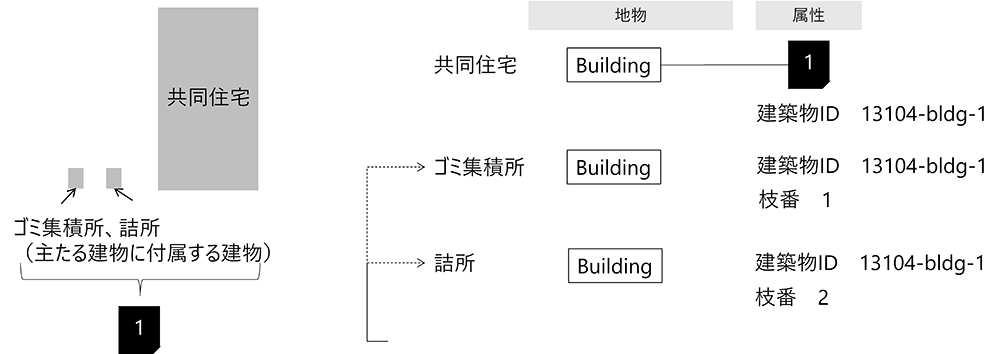 共同住宅
ゴミ集積所、詰所
(主たる建物に付属する建物)
1
地物 属性
共同住宅 Building 1
建築物ID 13104-bldg-1
ゴミ集積所 Building 建築物ID 13104-bldg-1
枝番 1
詰所 Building 建築物ID 13104-bldg-1
枝番 2